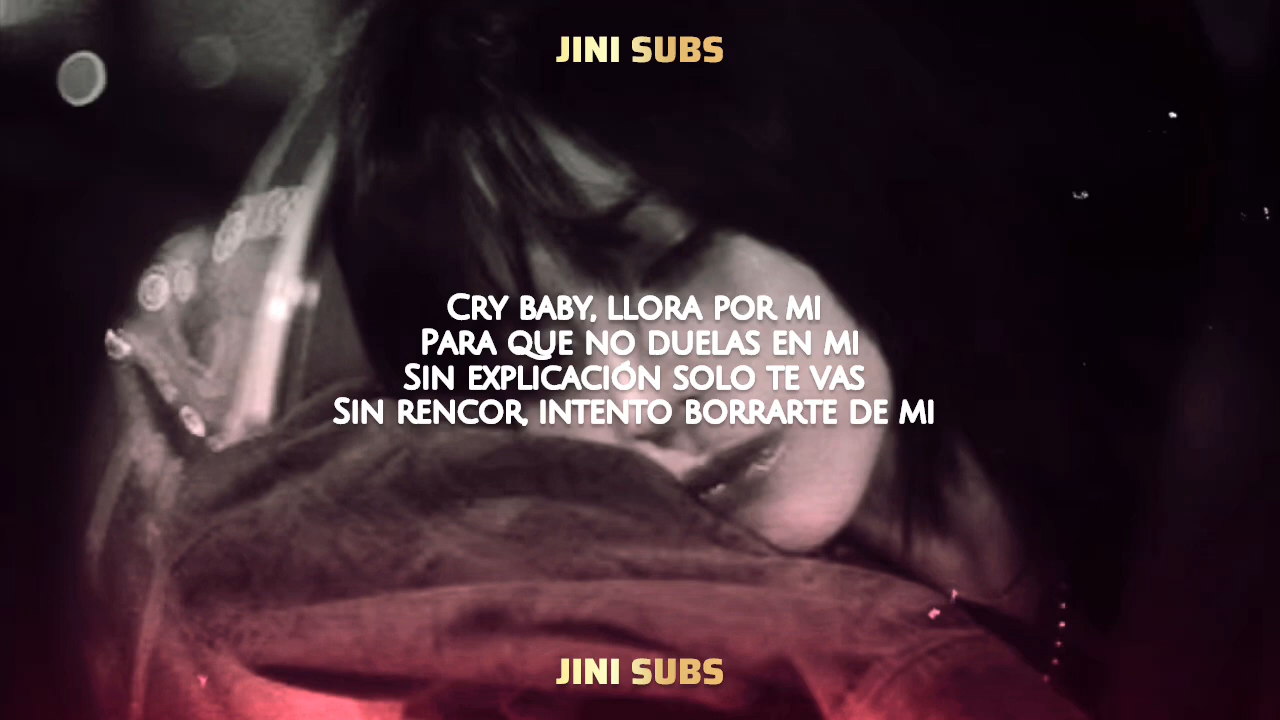 JINI SUBS
Cry baby, llora por mi
Para que no duelas en mi
Sin explicación solo te vas
Sin rencor, intento borrarte de mi
JINI SUBS